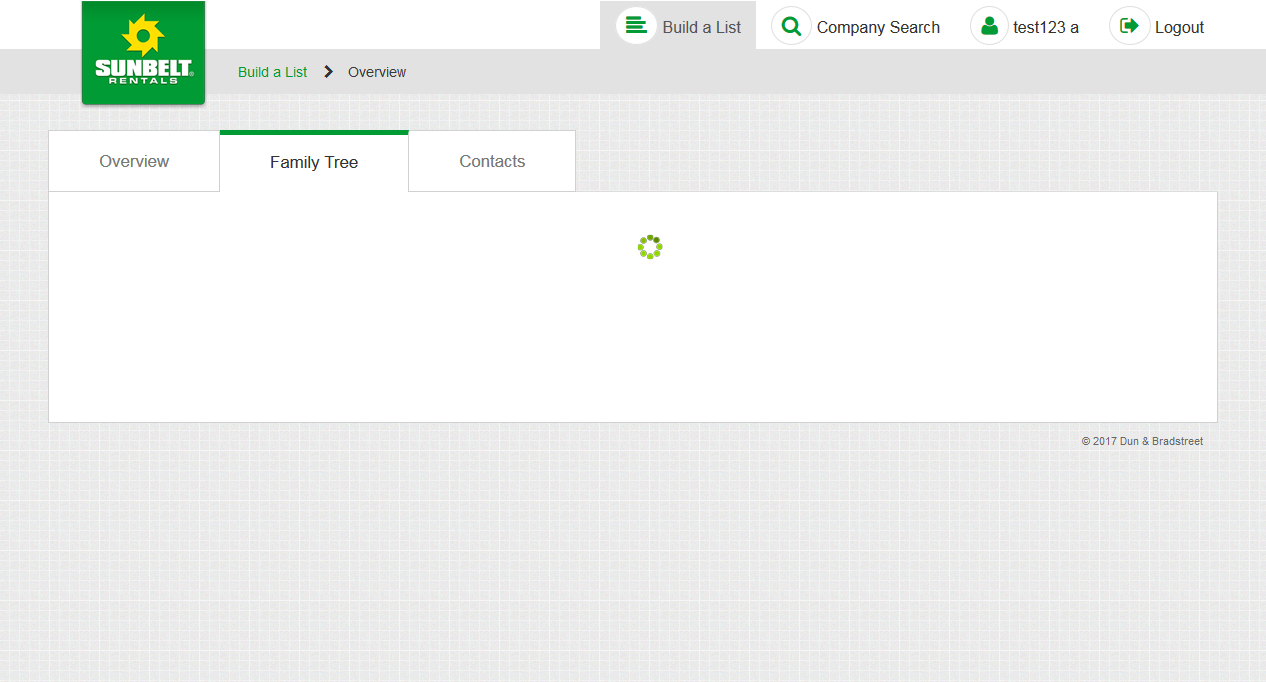 Build a List
Company Search
test123 a
Logout
SUNBELT®
RENTALS
Build a List
Overview
Overview
Family Tree
Contacts
© 2017 Dun & Bradstreet